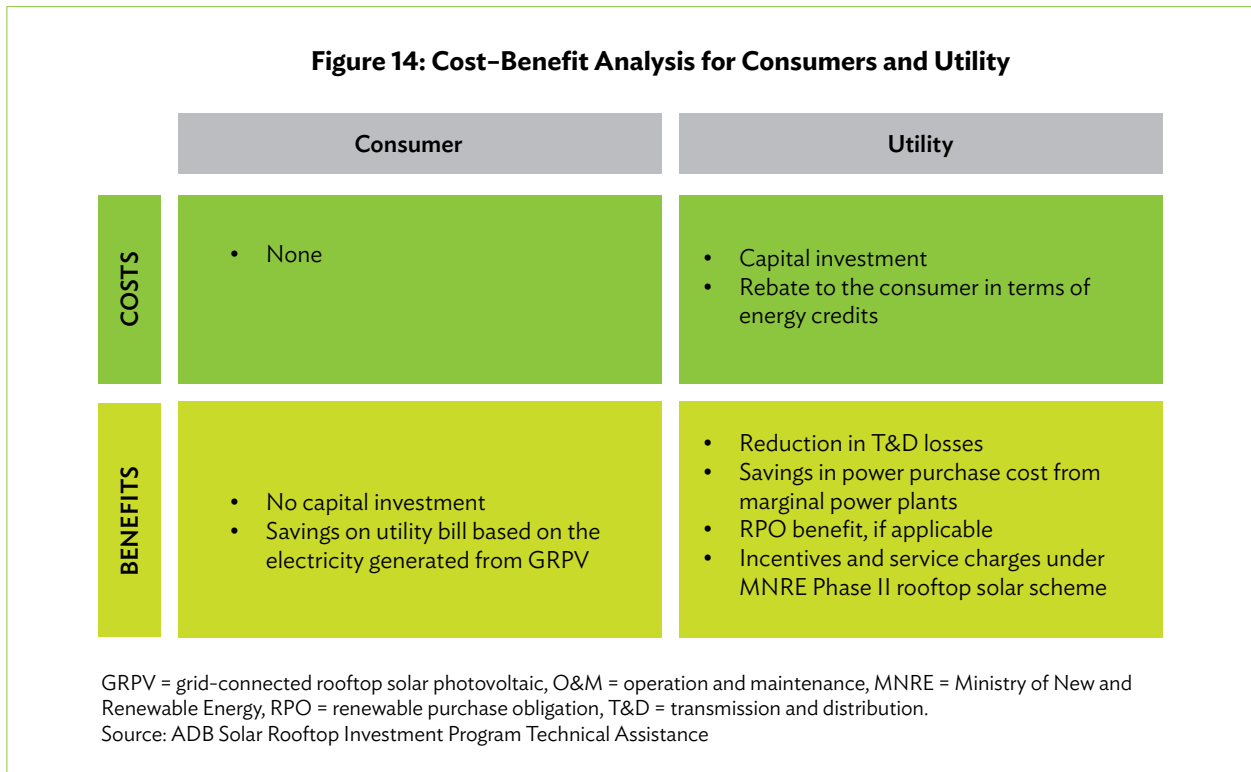 Figure 14: Cost–Benefit Analysis for Consumers and Utility
Consumer
Utility
COSTS
• None
• Capital investment
• Rebate to the consumer in terms of
energy credits
BENEFITS
• No capital investment
• Savings on utility bill based on the
electricity generated from GRPV
• Reduction in T&D losses
• Savings in power purchase cost from
marginal power plants
• RPO benefit, if applicable
• Incentives and service charges under
MNRE Phase II rooftop solar scheme
GRPV = grid-connected rooftop solar photovoltaic, O&M = operation and maintenance, MNRE = Ministry of New and
Renewable Energy, RPO = renewable purchase obligation, T&D = transmission and distribution.
Source: ADB Solar Rooftop Investment Program Technical Assistance